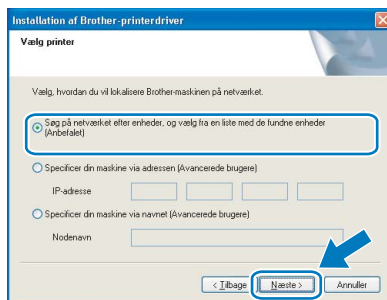 Installation af Brother-printerdriver
Vælg printer
Vælg, hvordan du vil lokalisere Brother-maskinen på netværket.
Søg på netværket efter enheder, og vælg fra en liste med de fundne enheder
(Anbefalet)
Specificer din maskine via adressen (Avancerede brugere)
IP-adresse
Specificer din maskine via navnet (Avancerede brugere)
Nodenavn
< Tilbage Næste > Annuller